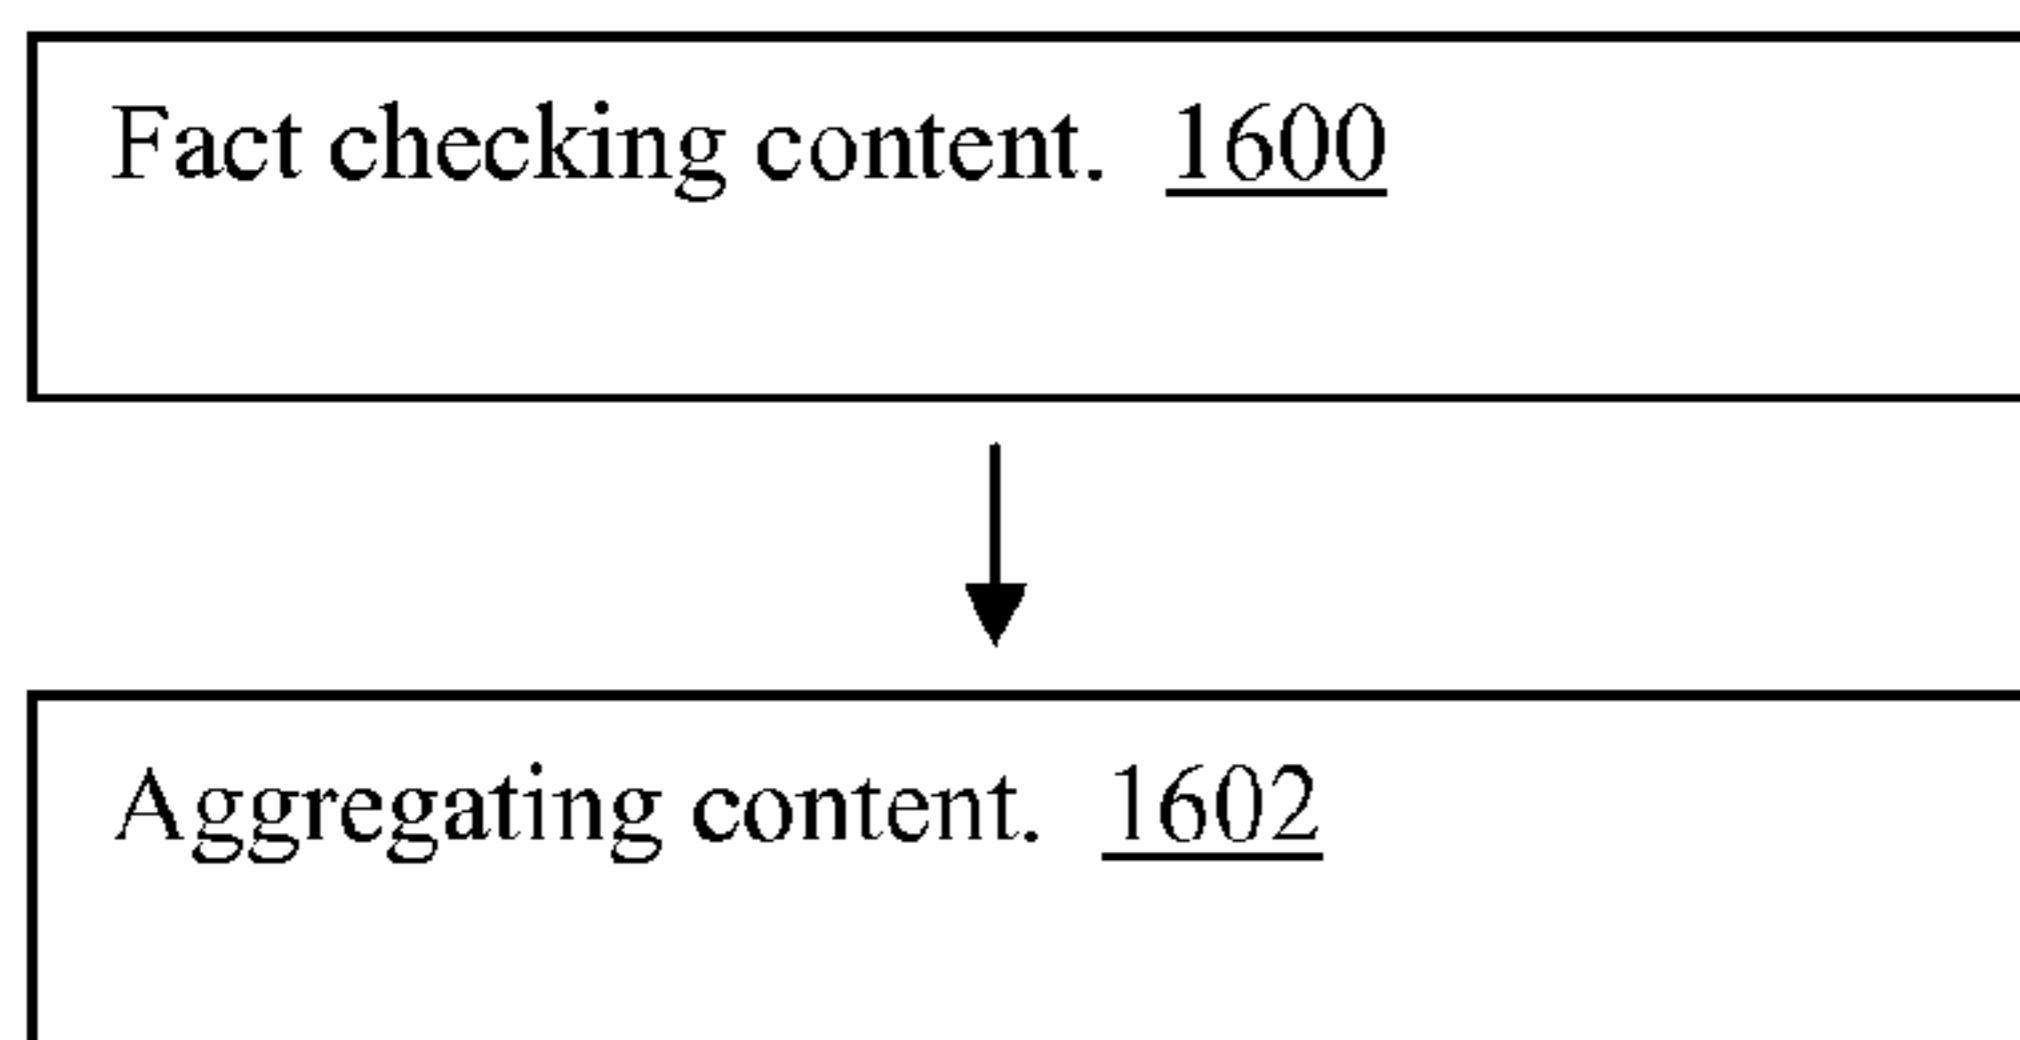 Fact checking content. 1600
Aggregating content. 1602